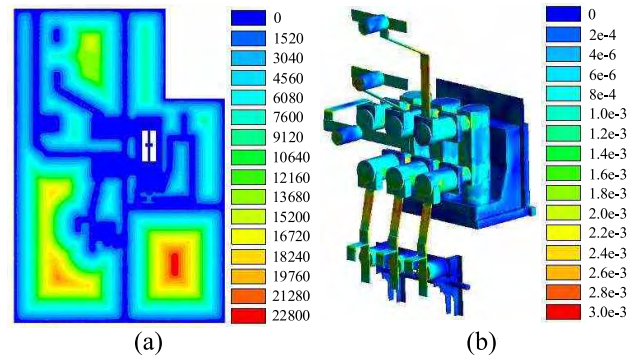 0
1520
3040
4560
6080
7600
9120
10640
12160
13680
15200
16720
18240
19760
21280
22800
(a)
0
2e-4
4e-6
6e-6
8e-4
1.0e-3
1.2e-3
1.4e-3
1.6e-3
1.8e-3
2.0e-3
2.2e-3
2.4e-3
2.6e-3
2.8e-3
3.0e-3
(b)